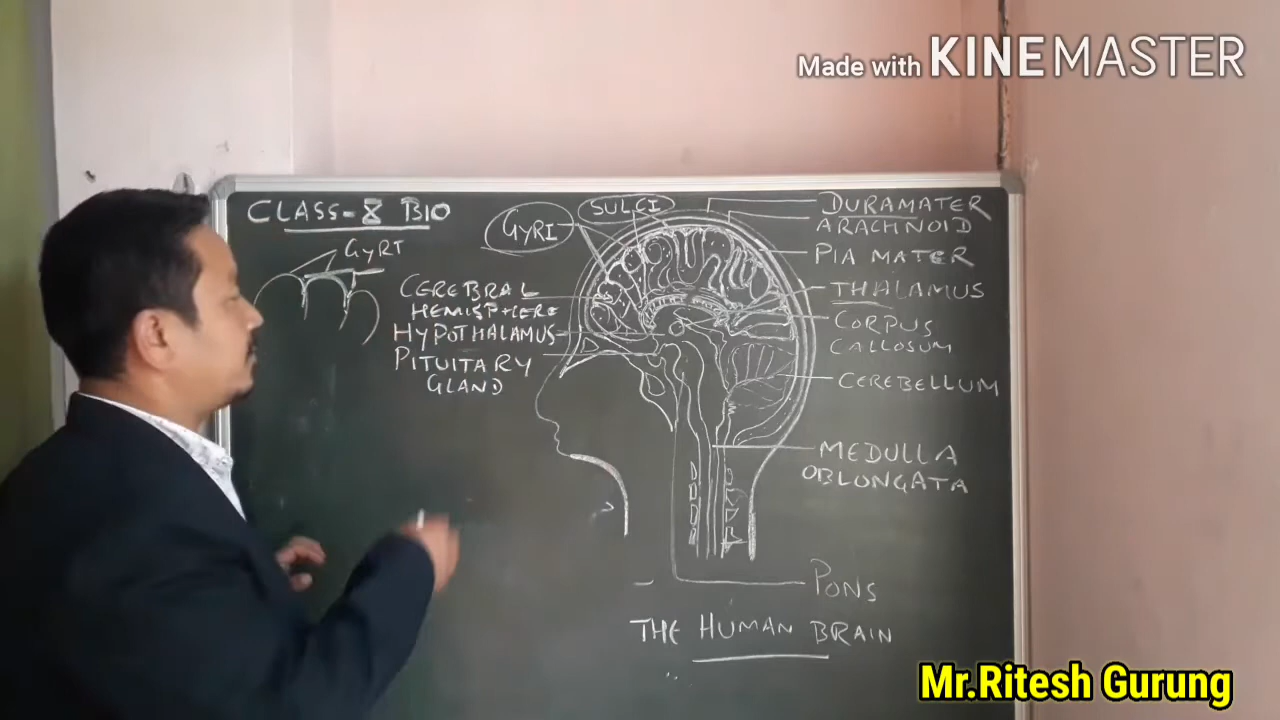 Made with KINEMASTER
CLASS-X BIO
GYRI
GYRI
SULCI
CEREBRAL
HEMISPHERE
HYPOTHALAMUS
PITUITARY
GLAND
DURAMATER
ARACHNOID
PIA MATER
THALAMUS
CORPUS
CALLOSUM
CEREBELLUM
MEDULLA
OBLONGATA
PONS
THE HUMAN BRAIN
Mr.Ritesh Gurung